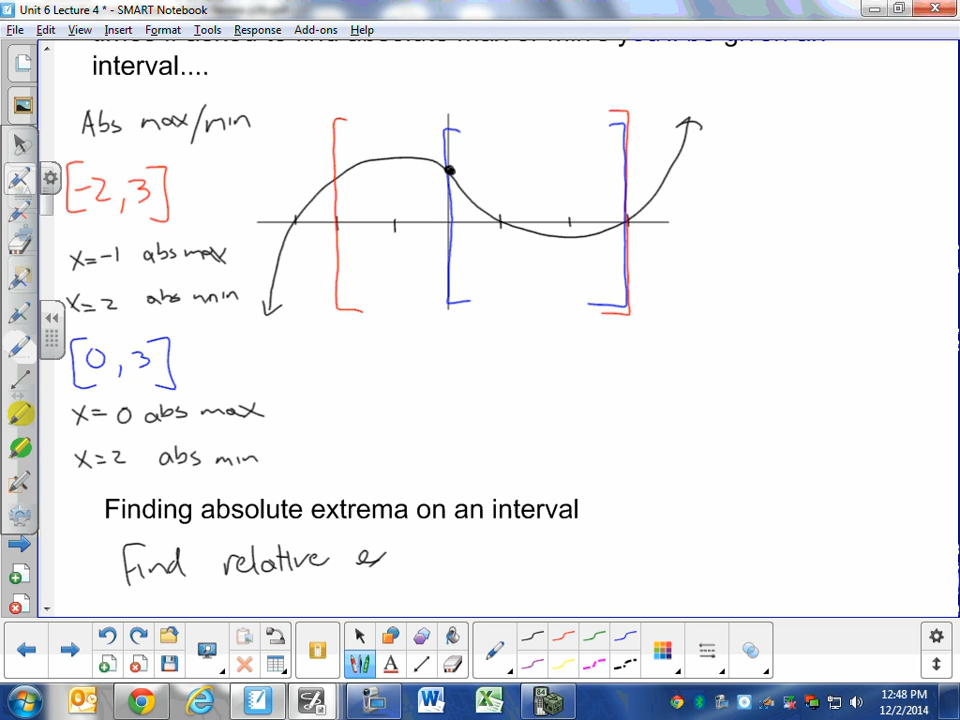 Unit 6 Lecture 4 * - SMART Notebook
File Edit View Insert Format Tools Response Add-ons Help
interval....
Abs max/min
[-2, 3]
x=-1 abs max
x=2 abs min
[0, 3]
x=0 abs max
x=2 abs min
Finding absolute extrema on an interval
Find relative ex
12:48 PM
12/2/2014